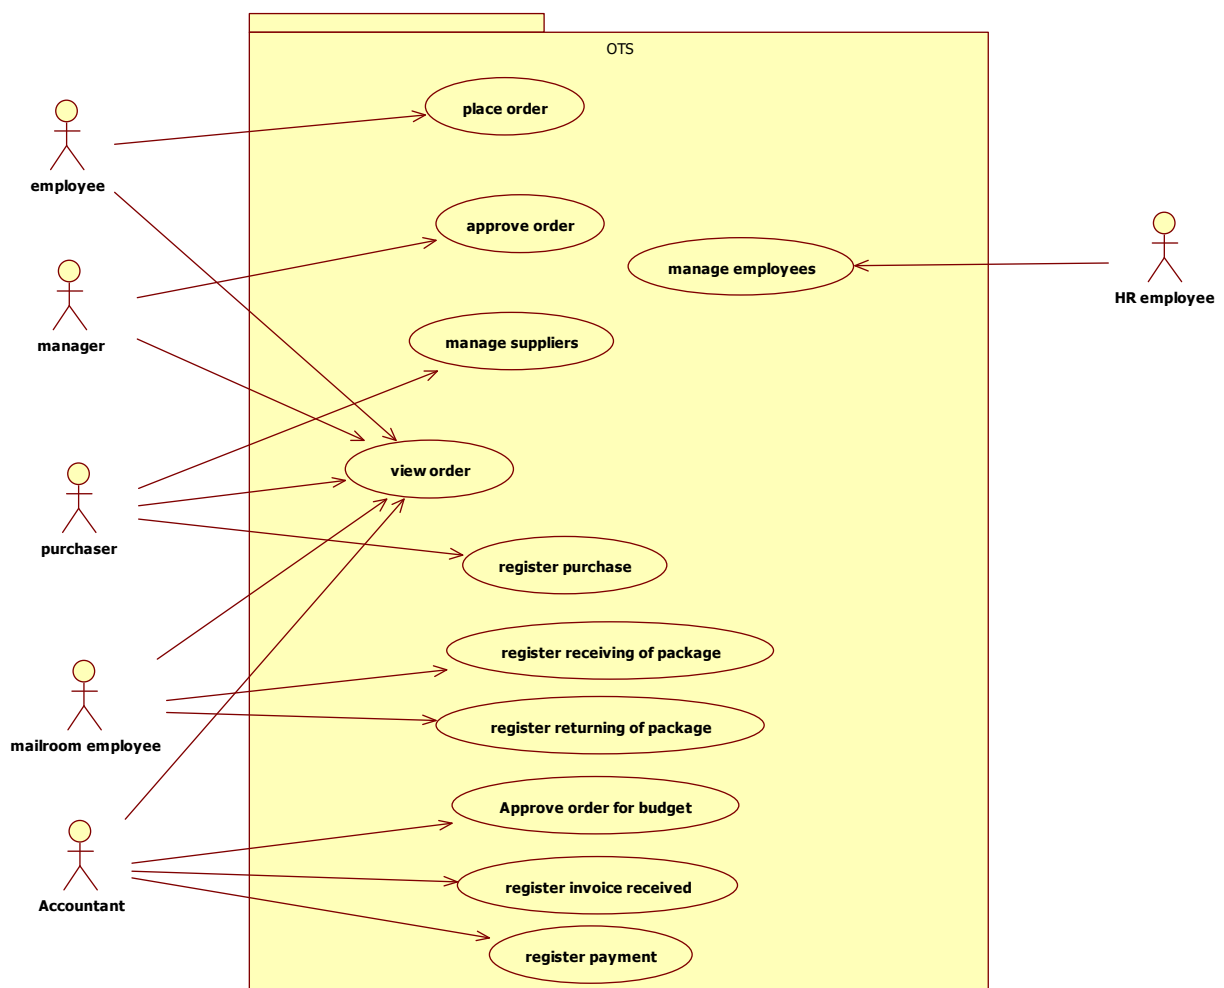 OTS
place order
employee
approve order
manage employees
HR employee
manager
manage suppliers
view order
purchaser
register purchase
register receiving of package
register returning of package
mailroom employee
Approve order for budget
register invoice received
Accountant
register payment